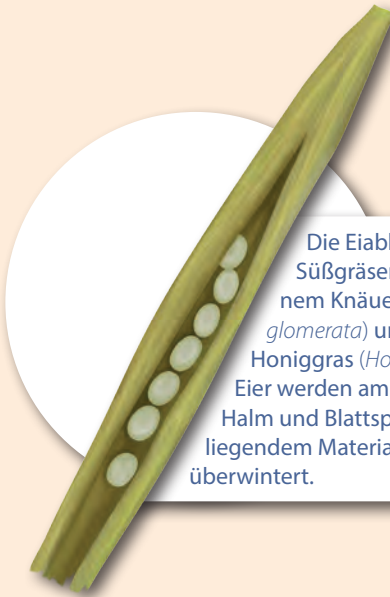 Die Eiabl
Süßgräser
nem Knäue
glomerata) u
Honiggras (Ho
Eier werden am
Halm und Blattsp
liegendem Materia
überwintert.